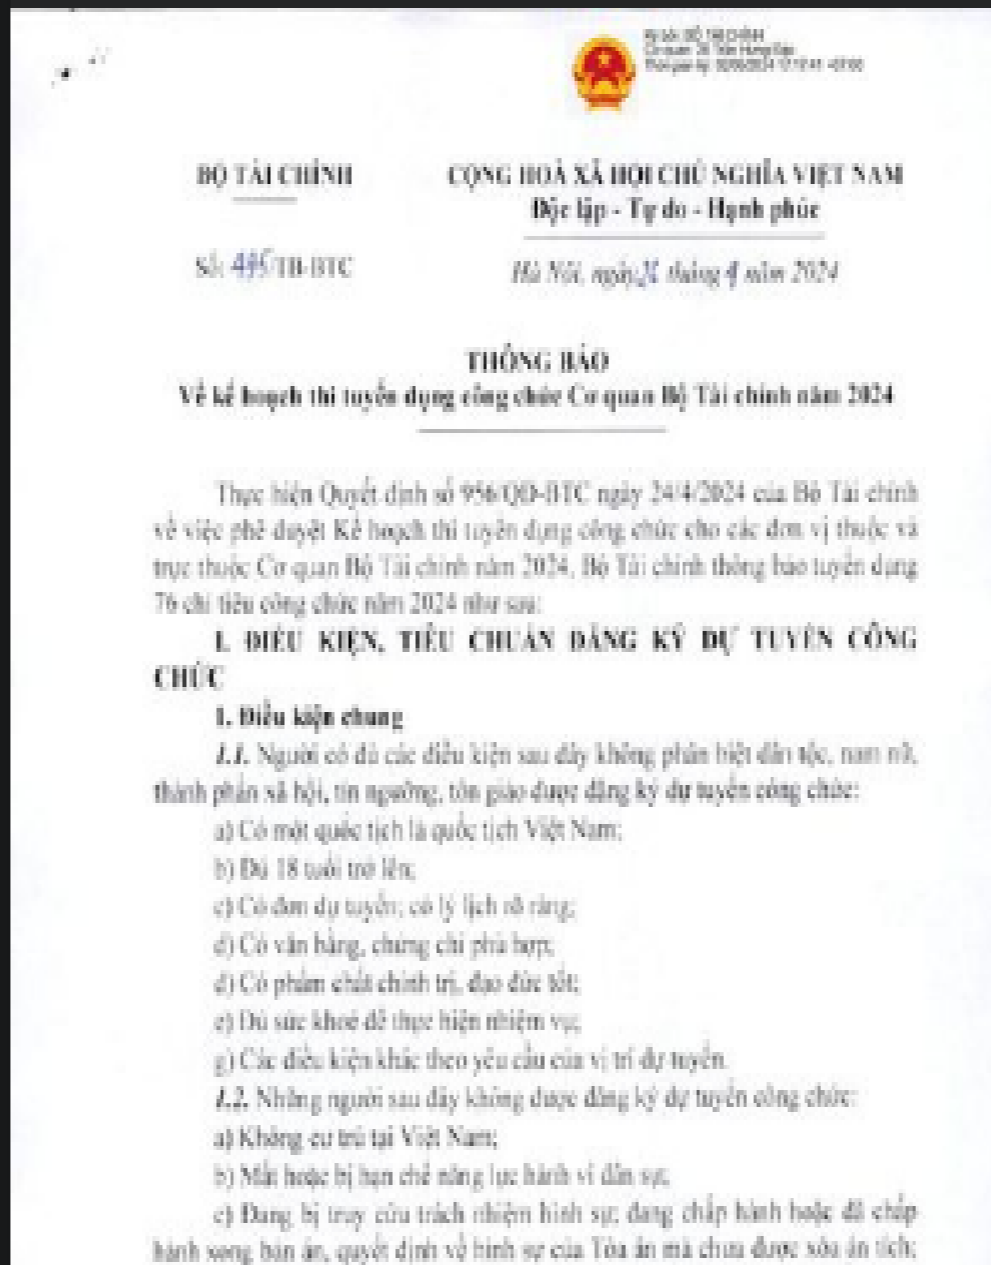 BỘ TÀI CHÍNH
CỘNG HOÀ XÃ HỘI CHỦ NGHĨA VIỆT NAM
Độc lập - Tự do - Hạnh phúc
Số: /TB-BTC
Hà Nội, ngày tháng năm 2024
THÔNG BÁO
Về kế hoạch thi tuyển dụng công chức Cơ quan Bộ Tài chính năm 2024
Thực hiện Quyết định số 956/QĐ-BTC ngày 24/4/2024 của Bộ Tài chính
về việc phê duyệt Kế hoạch thi tuyển dụng công chức cho các đơn vị thuộc và
trực thuộc Cơ quan Bộ Tài chính năm 2024, Bộ Tài chính thông báo tuyển dụng
76 chỉ tiêu công chức năm 2024 như sau:
I. ĐIỀU KIỆN, TIÊU CHUẨN ĐĂNG KÝ DỰ TUYỂN CÔNG
CHỨC
1. Điều kiện chung
1.1. Người có đủ các điều kiện sau đây không phân biệt dân tộc, nam nữ,
thành phần xã hội, tín ngưỡng, tôn giáo được đăng ký dự tuyển công chức:
a) Có một quốc tịch là quốc tịch Việt Nam;
b) Đủ 18 tuổi trở lên;
c) Có đơn dự tuyển; có lý lịch rõ ràng;
d) Có văn bằng, chứng chỉ phù hợp;
đ) Có phẩm chất chính trị, đạo đức tốt;
e) Đủ sức khoẻ để thực hiện nhiệm vụ;
g) Các điều kiện khác theo yêu cầu của vị trí dự tuyển.
1.2. Những người sau đây không được đăng ký dự tuyển công chức:
a) Không cư trú tại Việt Nam;
b) Mất hoặc bị hạn chế năng lực hành vi dân sự;
c) Đang bị truy cứu trách nhiệm hình sự; đang chấp hành hoặc đã chấp
hành xong bản án, quyết định về hình sự của Tòa án mà chưa được xóa án tích;